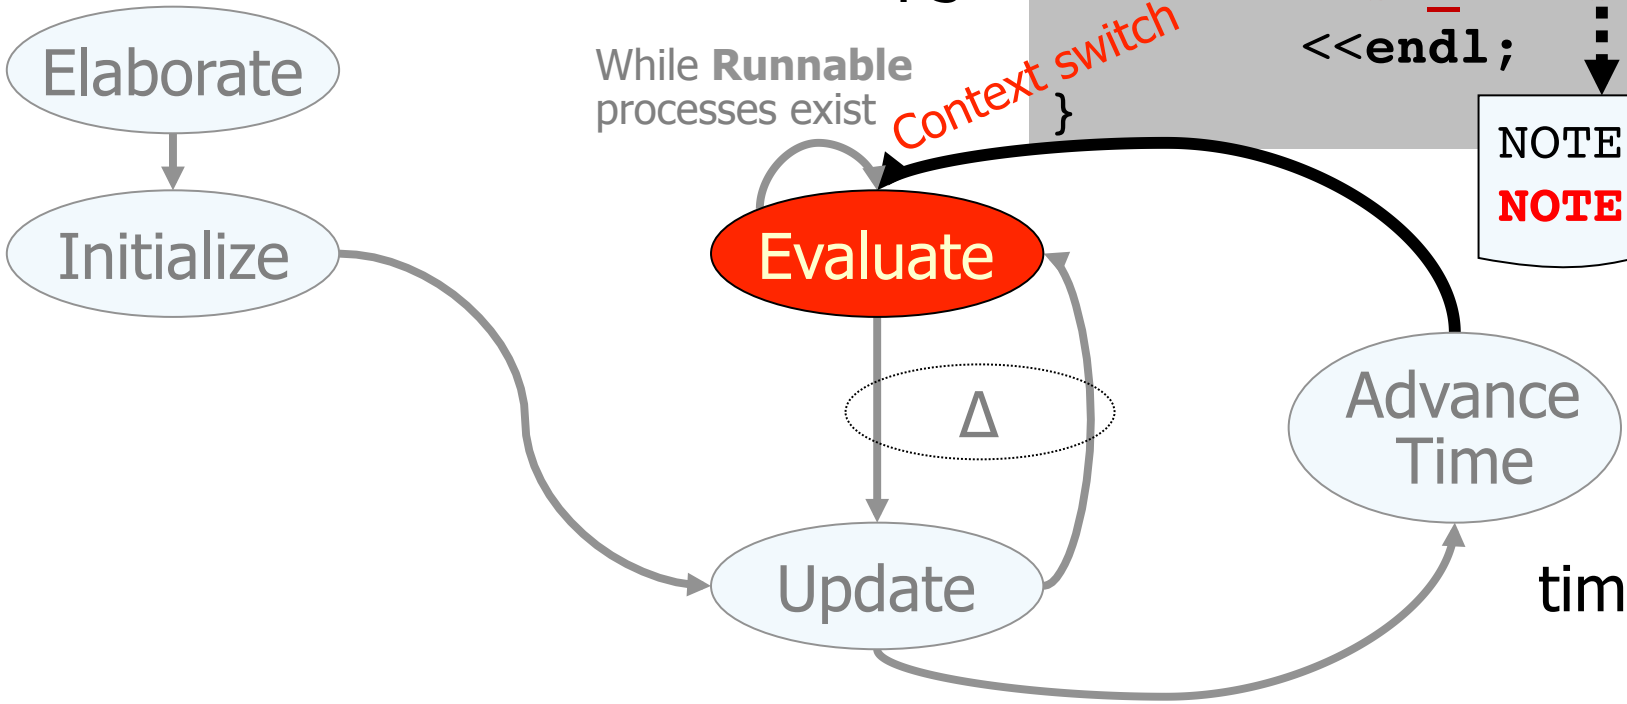 <<endl;
}
Context switch
While Runnable
processes exist
Elaborate
Initialize
Evaluate
Δ
Update
Advance
Time
NOTE
NOTE
tim